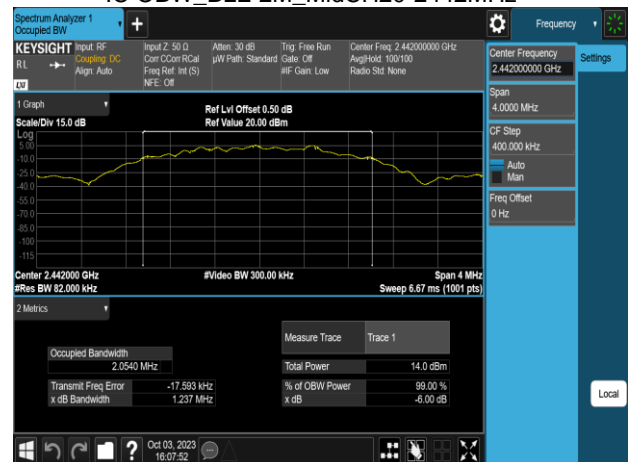 IC OBW_BLE 2M_MidCH20 2442MHz
Spectrum Analyzer 1
Occupied BW
Frequency
KEYSIGHT
Input: RF
Coupling: DC
Align: Auto
Input Z: 50 Ω
Corr CCorr RCal
Freq Ref: Int (S)
NFE: Off
Atten: 30 dB
µW Path: Standard
Trig: Free Run
Gate: Off
#IF Gain: Low
Center Freq: 2.442000000 GHz
Avg|Hold: 100/100
Radio Std: None
RL
LXI
Center Frequency
2.442000000 GHz
Settings
Span
4.0000 MHz
CF Step
400.000 kHz
Auto
Man
Freq Offset
0 Hz
1 Graph
Scale/Div 15.0 dB
Ref Lvl Offset 0.50 dB
Ref Value 20.00 dBm
Log
5.00
-10.0
-25.0
-40.0
-55.0
-70.0
-85.0
-100
-115
Center 2.442000 GHz
#Video BW 300.00 kHz
Span 4 MHz
#Res BW 82.000 kHz
Sweep 6.67 ms (1001 pts)
2 Metrics
Measure Trace
Trace 1
Occupied Bandwidth
2.0540 MHz
Total Power
14.0 dBm
Transmit Freq Error
-17.593 kHz
% of OBW Power
99.00 %
x dB Bandwidth
1.237 MHz
x dB
-6.00 dB
Local
?
Oct 03, 2023
16:07:52